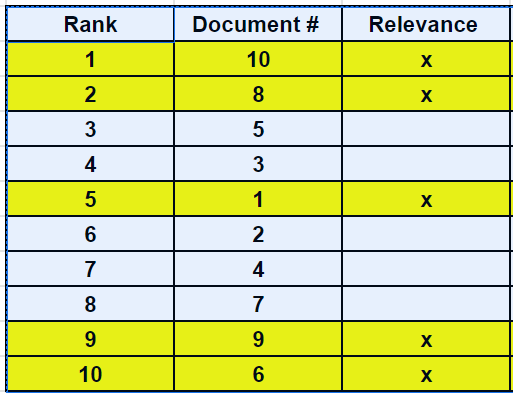 Rank Document # Relevance
1 10 x
2 8 x
3 5
4 3
5 1 x
6 2
7 4
8 7
9 9 x
10 6 x